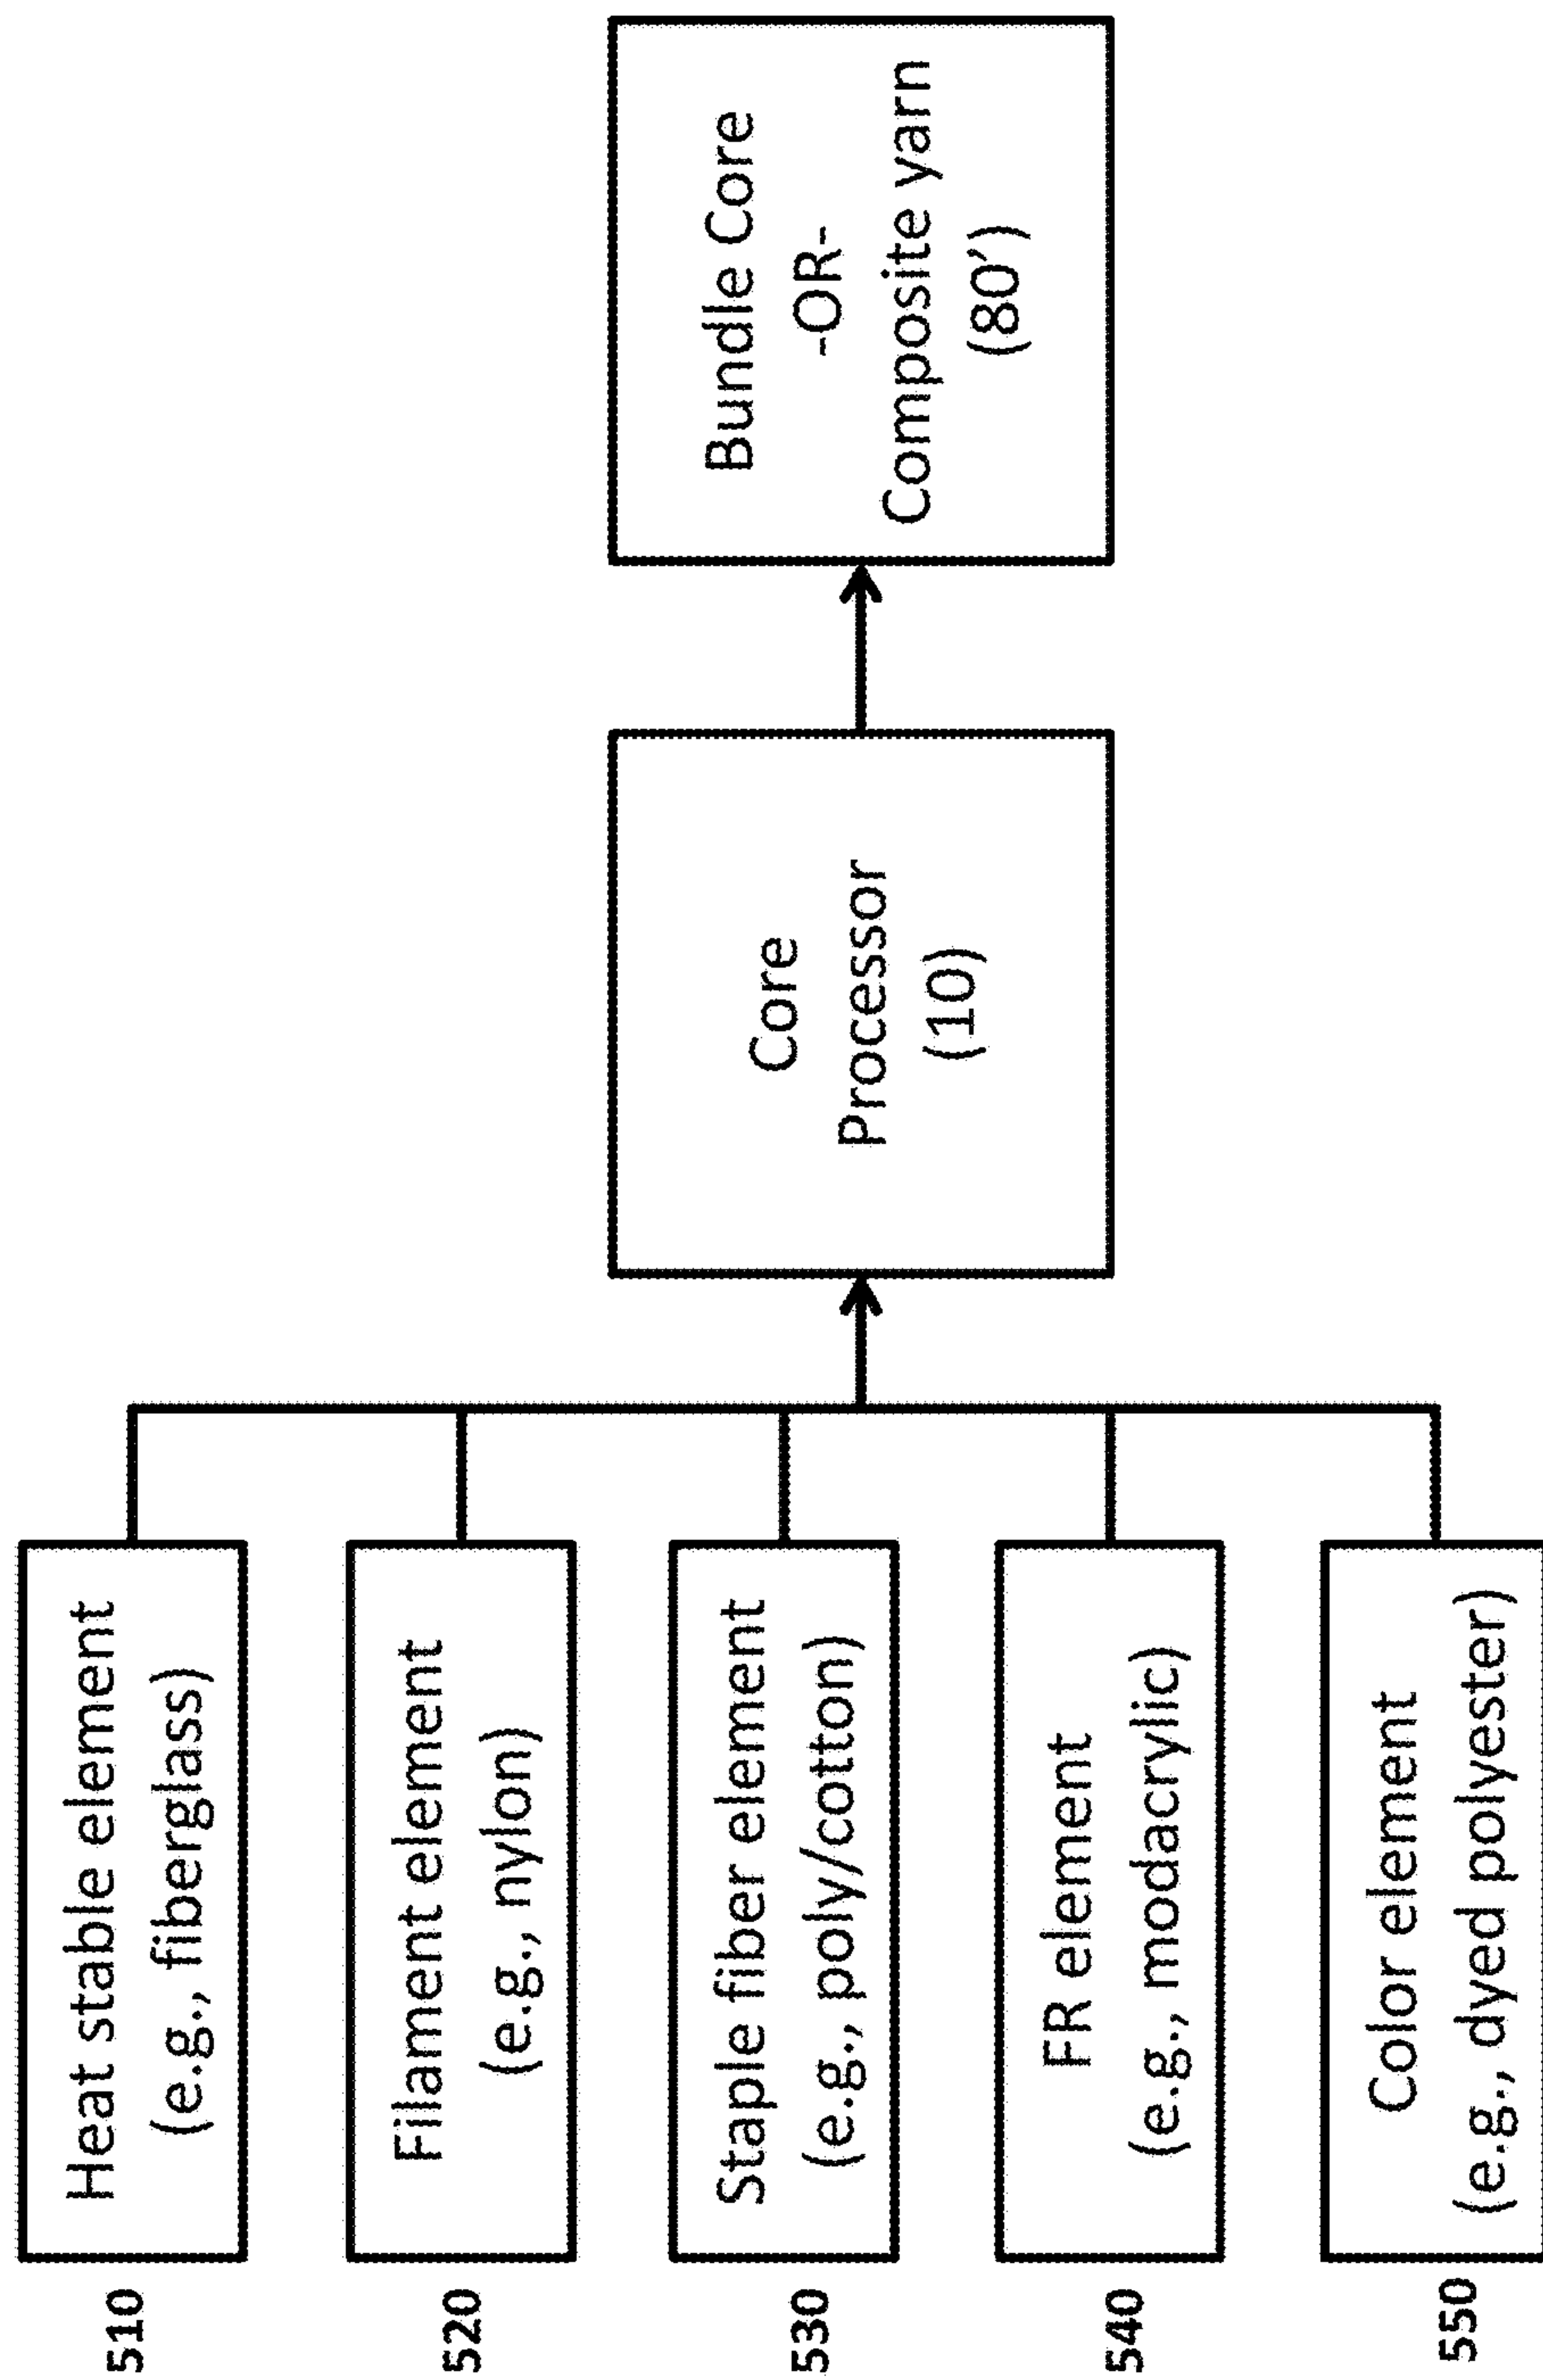 510
Heat stable element
(e.g., fiberglass)
520
Filament element
(e.g., nylon)
530
Staple fiber element
(e.g., poly/cotton)
540
FR element
(e.g., modacrylic)
550
Color element
(e.g., dyed polyester)
Core
Processor
(10)
Bundle Core
-OR-
Composite yarn
(80')